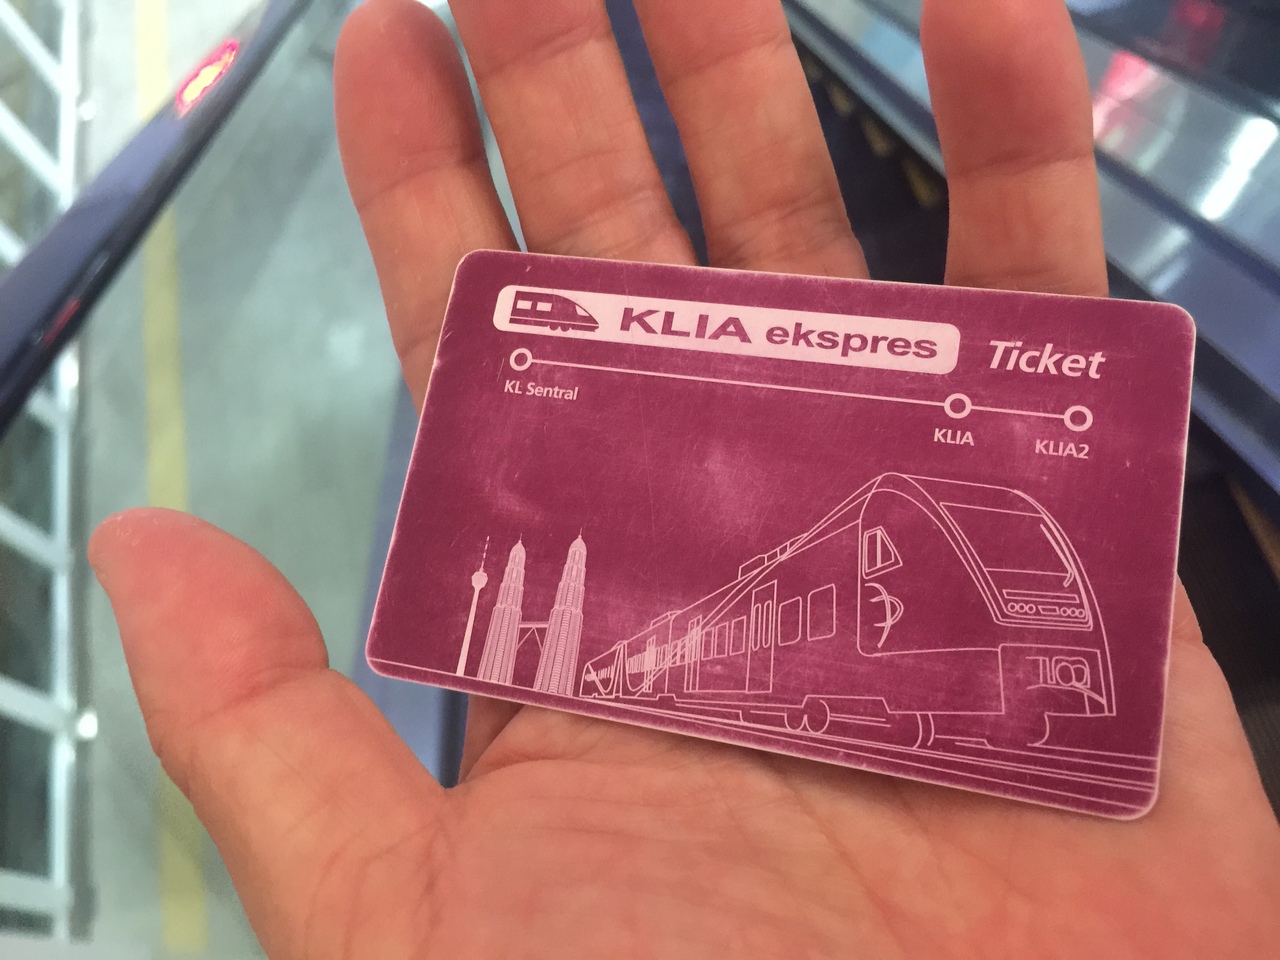 KLIA ekspres
Ticket
KL Sentral
KLIA
KLIA2